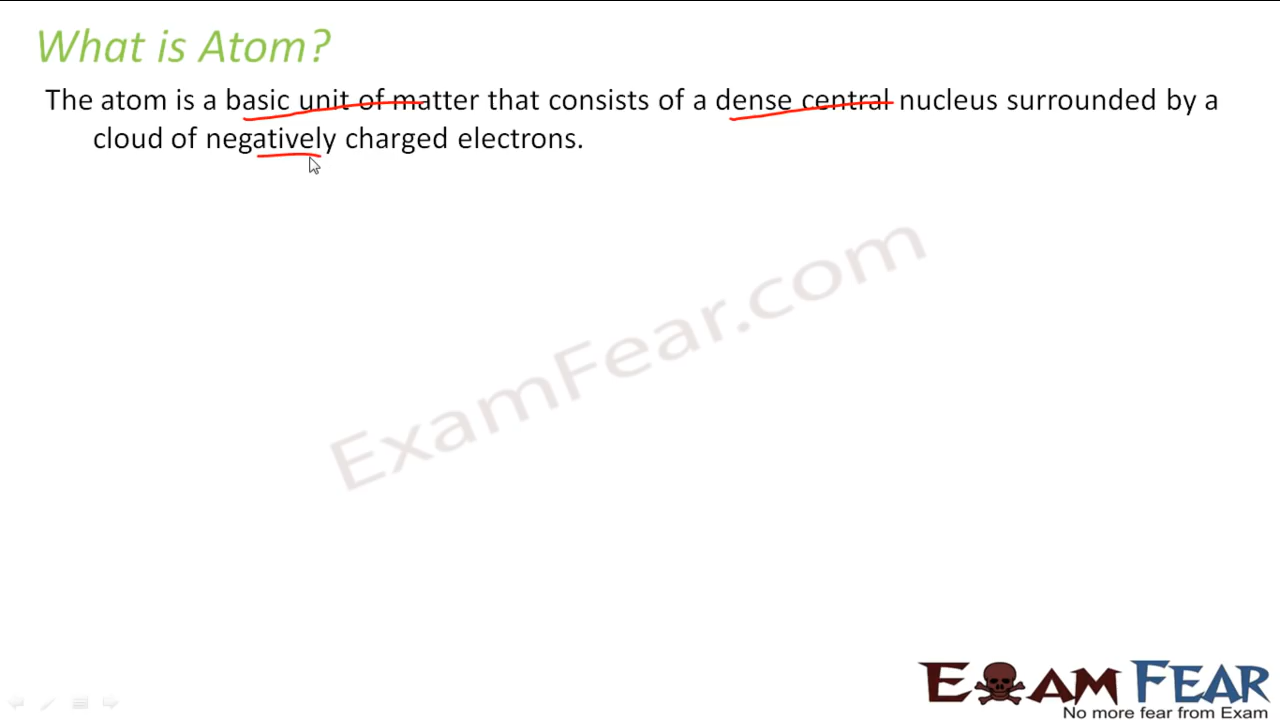 What is Atom?
The atom is a basic unit of matter that consists of a dense central nucleus surrounded by a
cloud of negatively charged electrons.
ExamFear.com
EXAM FEAR
No more fear from Exam